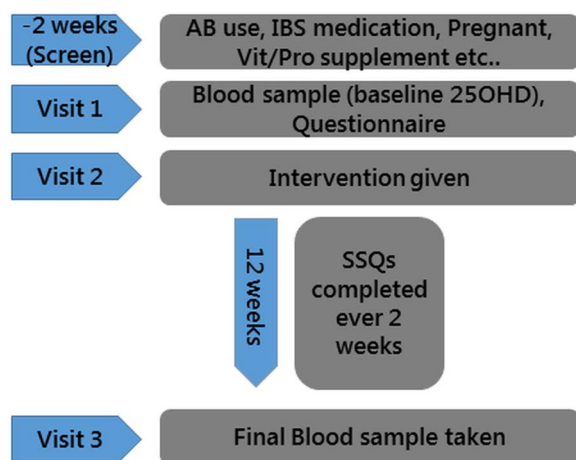 -2 weeks
(Screen)
AB use, IBS medication, Pregnant,
Vit/Pro supplement etc..
Visit 1
Blood sample (baseline 25OHD),
Questionnaire
Visit 2
Intervention given
12 weeks
SSQs
completed
ever 2
weeks
Visit 3
Final Blood sample taken